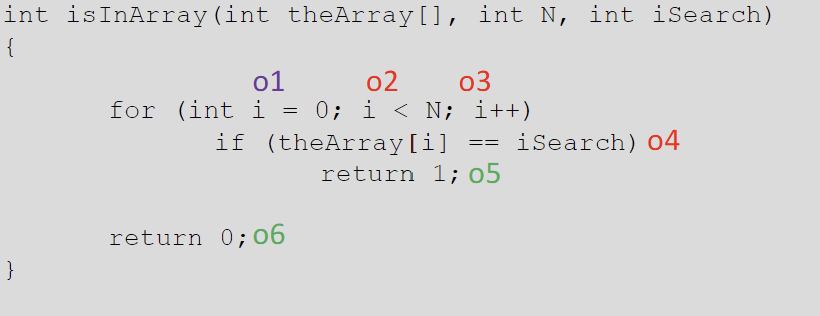 int isInArray(int theArray[], int N, int iSearch)
{
o1 o2 o3
for (int i = 0; i < N; i++)
if (theArray[i] == iSearch) o4
return 1; o5
return 0; o6
}